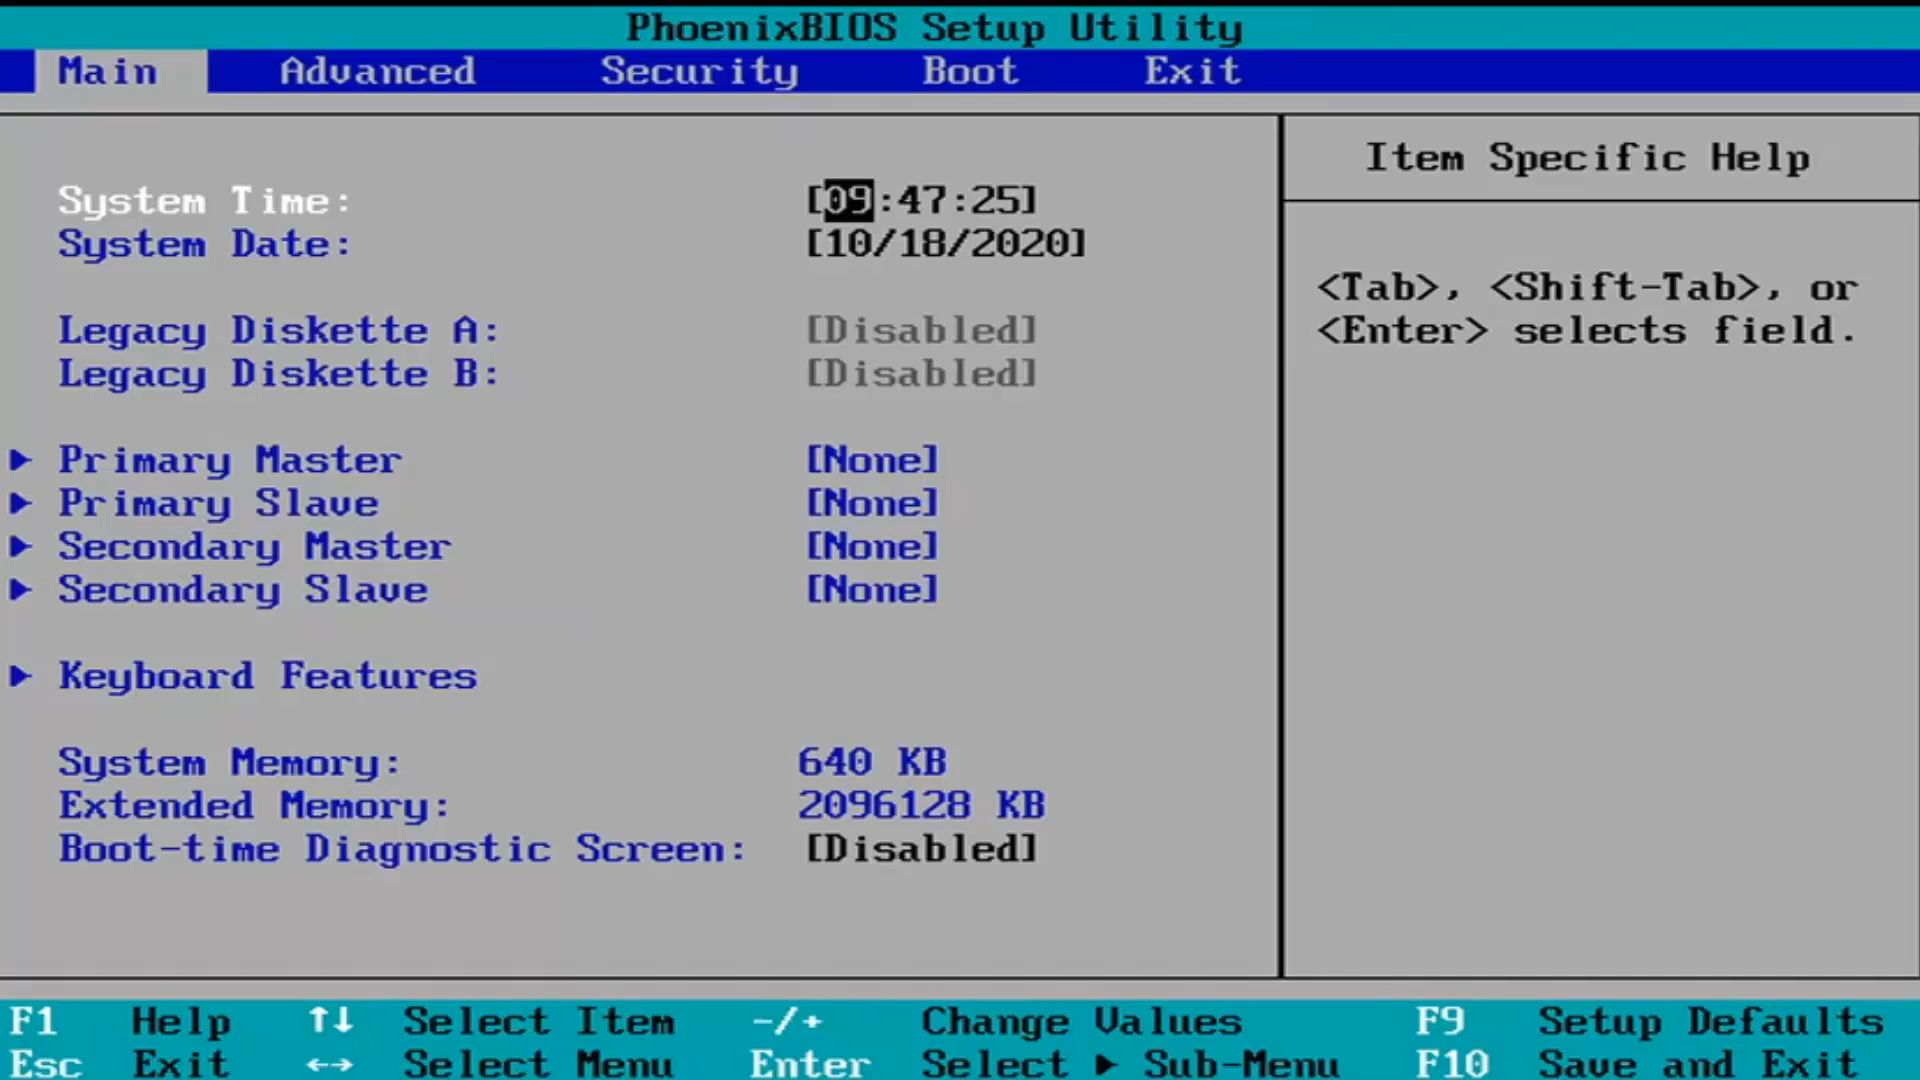 PhoenixBIOS Setup Utility
Main Advanced Security Boot Exit
System Time: [09:47:25]
System Date: [10/18/2020]
Legacy Diskette A: [Disabled]
Legacy Diskette B: [Disabled]
Primary Master [None]
Primary Slave [None]
Secondary Master [None]
Secondary Slave [None]
Keyboard Features
System Memory: 640 KB
Extended Memory: 2096128 KB
Boot-time Diagnostic Screen: [Disabled]
Item Specific Help
<Tab>, <Shift-Tab>, or
<Enter> selects field.
F1 Help ↑↓ Select Item -/+ Change Values F9 Setup Defaults
Esc Exit ↔ Select Menu Enter Select ▶ Sub-Menu F10 Save and Exit